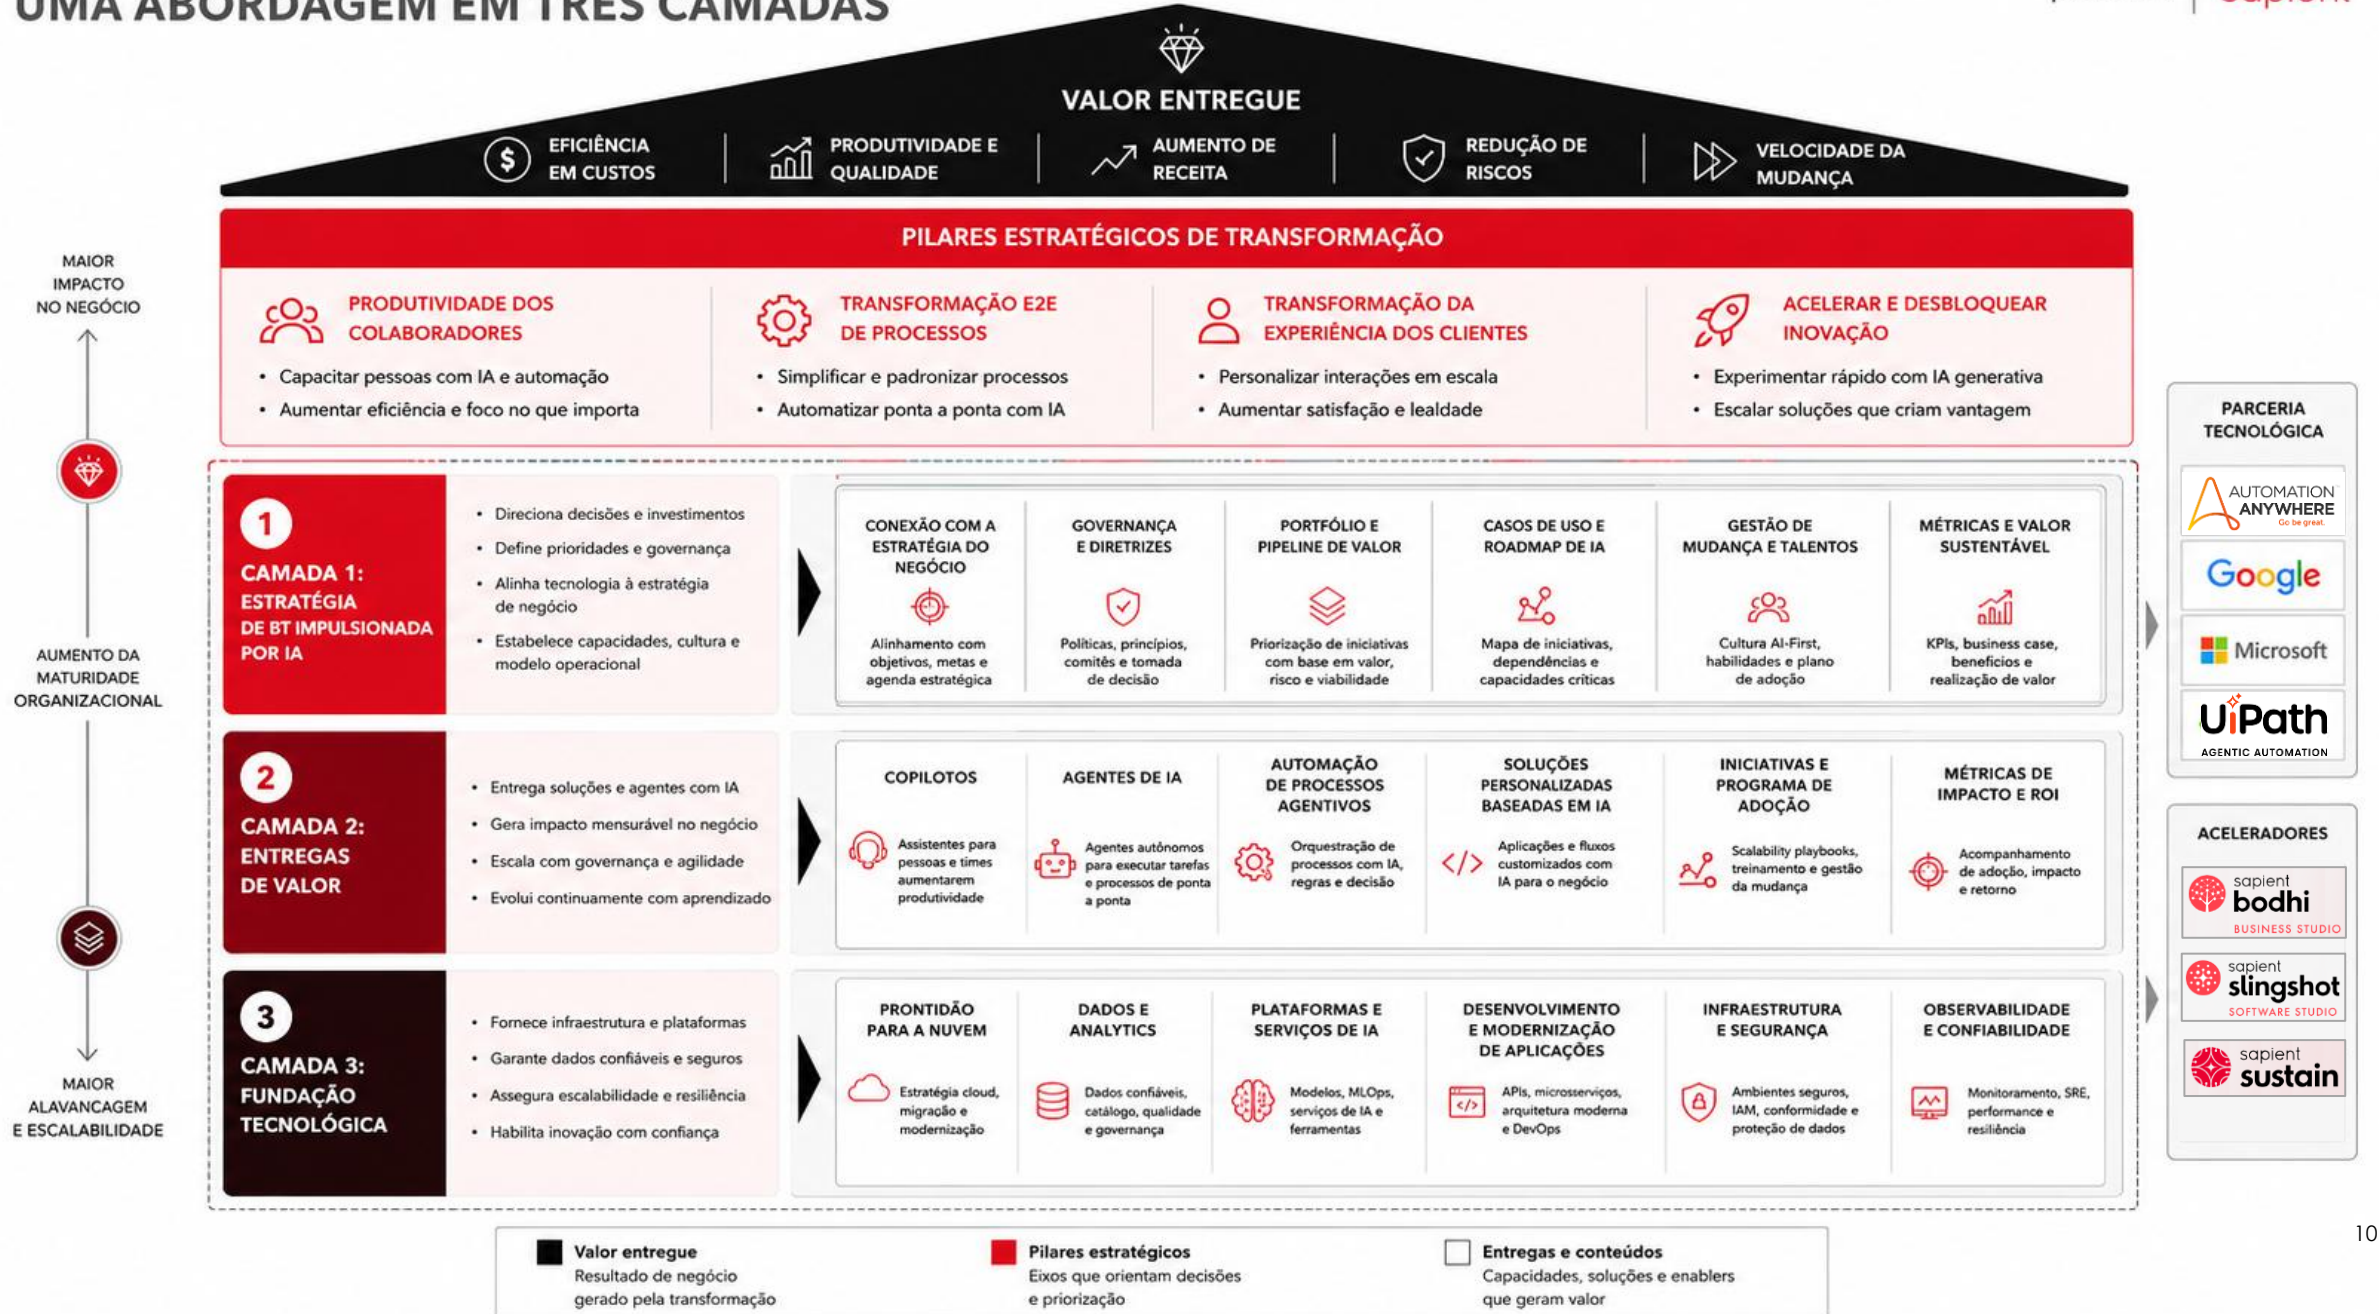 UMA ABORDAGEM EM TRÊS CAMADAS
VALOR ENTREGUE
EFICIÊNCIA
EM CUSTOS
PRODUTIVIDADE E
QUALIDADE
AUMENTO DE
RECEITA
REDUÇÃO DE
RISCOS
VELOCIDADE DA
MUDANÇA
PILARES ESTRATÉGICOS DE TRANSFORMAÇÃO
PRODUTIVIDADE DOS
COLABORADORES
• Capacitar pessoas com IA e automação
• Aumentar eficiência e foco no que importa
TRANSFORMAÇÃO E2E
DE PROCESSOS
• Simplificar e padronizar processos
• Automatizar ponta a ponta com IA
TRANSFORMAÇÃO DA
EXPERIÊNCIA DOS CLIENTES
• Personalizar interações em escala
• Aumentar satisfação e lealdade
ACELERAR E DESBLOQUEAR
INOVAÇÃO
• Experimentar rápido com IA generativa
• Escalar soluções que criam vantagem
MAIOR
IMPACTO
NO NEGÓCIO
AUMENTO DA
MATURIDADE
ORGANIZACIONAL
MAIOR
ALAVANCAGEM
E ESCALABILIDADE
1
CAMADA 1:
ESTRATÉGIA
DE BT IMPULSIONADA
POR IA
• Direciona decisões e investimentos
• Define prioridades e governança
• Alinha tecnologia à estratégia
de negócio
• Estabelece capacidades, cultura e
modelo operacional
CONEXÃO COM A
ESTRATÉGIA DO
NEGÓCIO
Alinhamento com
objetivos, metas e
agenda estratégica
GOVERNANÇA
E DIRETRIZES
Políticas, princípios,
comitês e tomada
de decisão
PORTFÓLIO E
PIPELINE DE VALOR
Priorização de iniciativas
com base em valor,
risco e viabilidade
CASOS DE USO E
ROADMAP DE IA
Mapa de iniciativas,
dependências e
capacidades críticas
GESTÃO DE
MUDANÇA E TALENTOS
Cultura AI-First,
habilidades e plano
de adoção
MÉTRICAS E VALOR
SUSTENTÁVEL
KPIs, business case,
benefícios e
realização de valor
2
CAMADA 2:
ENTREGAS
DE VALOR
• Entrega soluções e agentes com IA
• Gera impacto mensurável no negócio
• Escala com governança e agilidade
• Evolui continuamente com aprendizado
COPILOTOS
Assistentes para
pessoas e times
aumentarem
produtividade
AGENTES DE IA
Agentes autônomos
para executar tarefas
e processos de ponta
a ponta
AUTOMAÇÃO
DE PROCESSOS
AGENTIVOS
Orquestração de
processos com IA,
regras e decisão
SOLUÇÕES
PERSONALIZADAS
BASEADAS EM IA
Aplicações e fluxos
customizados com
IA para o negócio
INICIATIVAS E
PROGRAMA DE
ADOÇÃO
Scalability playbooks,
treinamento e gestão
da mudança
MÉTRICAS DE
IMPACTO E ROI
Acompanhamento
de adoção, impacto
e retorno
3
CAMADA 3:
FUNDAÇÃO
TECNOLÓGICA
• Fornece infraestrutura e plataformas
• Garante dados confiáveis e seguros
• Assegura escalabilidade e resiliência
• Habilita inovação com confiança
PRONTIDÃO
PARA A NUVEM
Estratégia cloud,
migração e
modernização
DADOS E
ANALYTICS
Dados confiáveis,
catálogo, qualidade
e governança
PLATAFORMAS E
SERVIÇOS DE IA
Modelos, MLOps,
serviços de IA e
ferramentas
DESENVOLVIMENTO
E MODERNIZAÇÃO
DE APLICAÇÕES
APIs, microsserviços,
arquitetura moderna
e DevOps
INFRAESTRUTURA
E SEGURANÇA
Ambientes seguros,
IAM, conformidade e
proteção de dados
OBSERVABILIDADE
E CONFIABILIDADE
Monitoramento, SRE,
performance e
resiliência
PARCERIA
TECNOLÓGICA
AUTOMATION
ANYWHERE
Go be great.
Google
Microsoft
UiPath
AGENTIC AUTOMATION
ACELERADORES
sapient
bodhi
BUSINESS STUDIO
sapient
slingshot
SOFTWARE STUDIO
sapient
sustain
10
Valor entregue
Resultado de negócio
gerado pela transformação
Pilares estratégicos
Eixos que orientam decisões
e priorização
Entregas e conteúdos
Capacidades, soluções e enablers
que geram valor